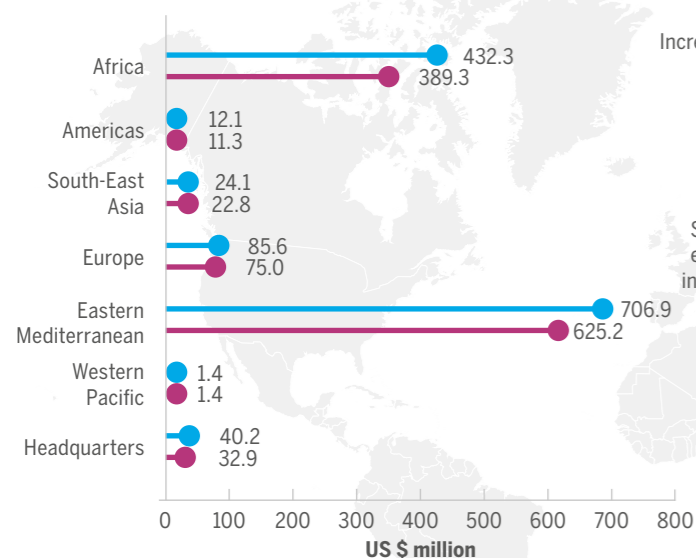 Incre
Africa
432.3
389.3
Americas
12.1
11.3
South-East
Asia
24.1
22.8
S
e
in
Europe
85.6
75.0
Eastern
Mediterranean
706.9
625.2
Western
Pacific
1.4
1.4
Headquarters
40.2
32.9
0 100 200 300 400 500 600 700 800
US $ million